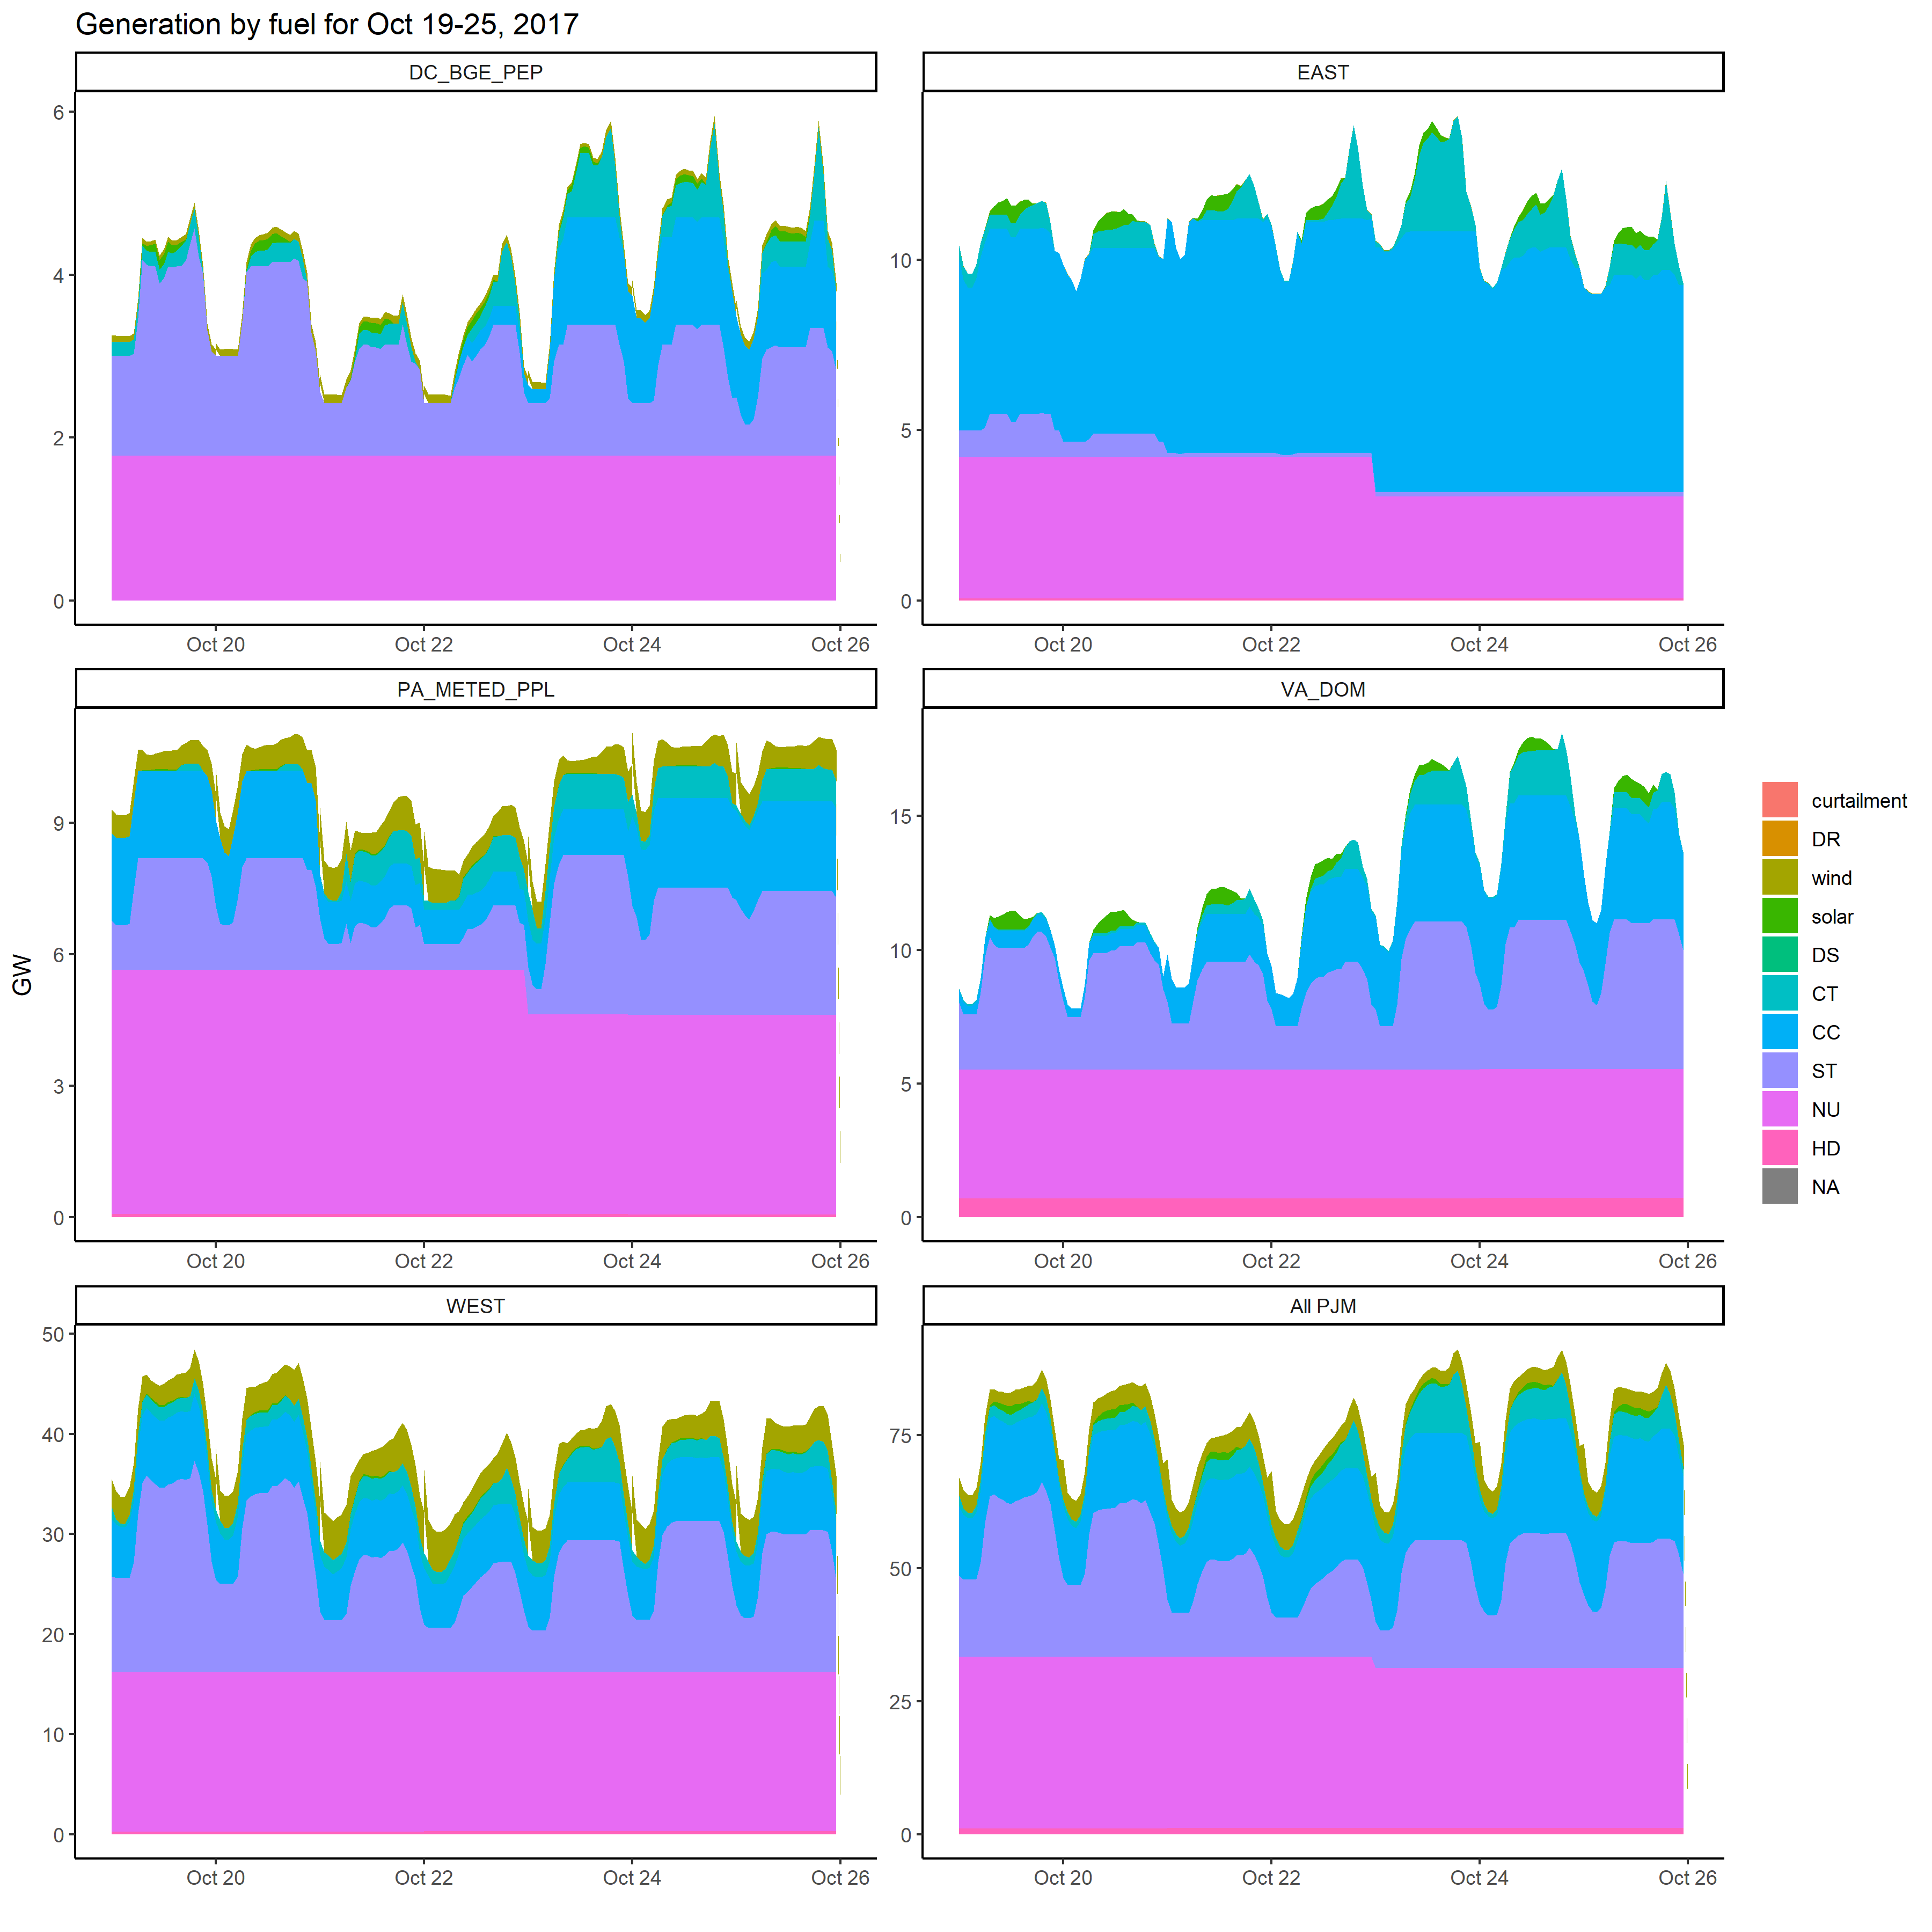 Generation by fuel for Oct 19-25, 2017
DC_BGE_PEP
6
4
2
0
Oct 20 Oct 22 Oct 24 Oct 26
EAST
10
5
0
Oct 20 Oct 22 Oct 24 Oct 26
PA_METED_PPL
9
6
3
0
Oct 20 Oct 22 Oct 24 Oct 26
VA_DOM
15
10
5
0
Oct 20 Oct 22 Oct 24 Oct 26
WEST
50
40
30
20
10
0
Oct 20 Oct 22 Oct 24 Oct 26
All PJM
75
50
25
0
Oct 20 Oct 22 Oct 24 Oct 26
GW
curtailment
DR
wind
solar
DS
CT
CC
ST
NU
HD
NA